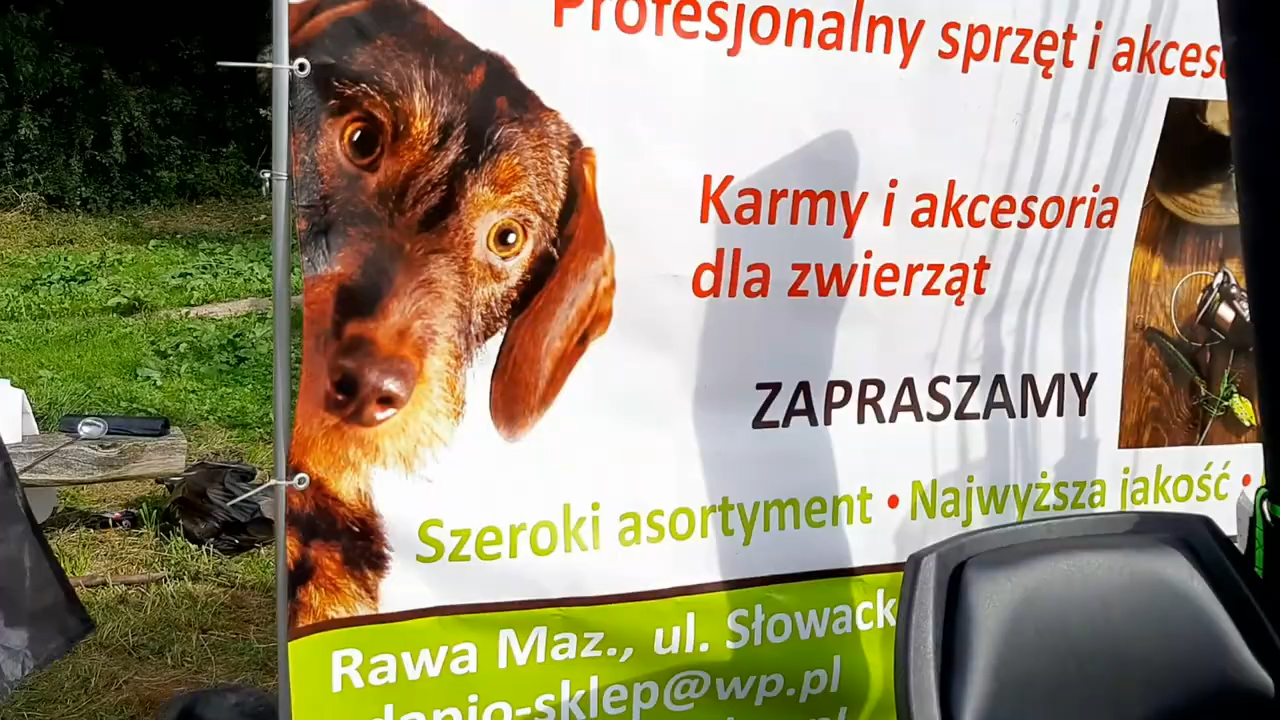 Profesjonalny sprzęt i akces
Karmy i akcesoria
dla zwierząt
ZAPRASZAMY
Szeroki asortyment • Najwyższa jakość •
Rawa Maz., ul. Słowack
danio-sklep@wp.pl